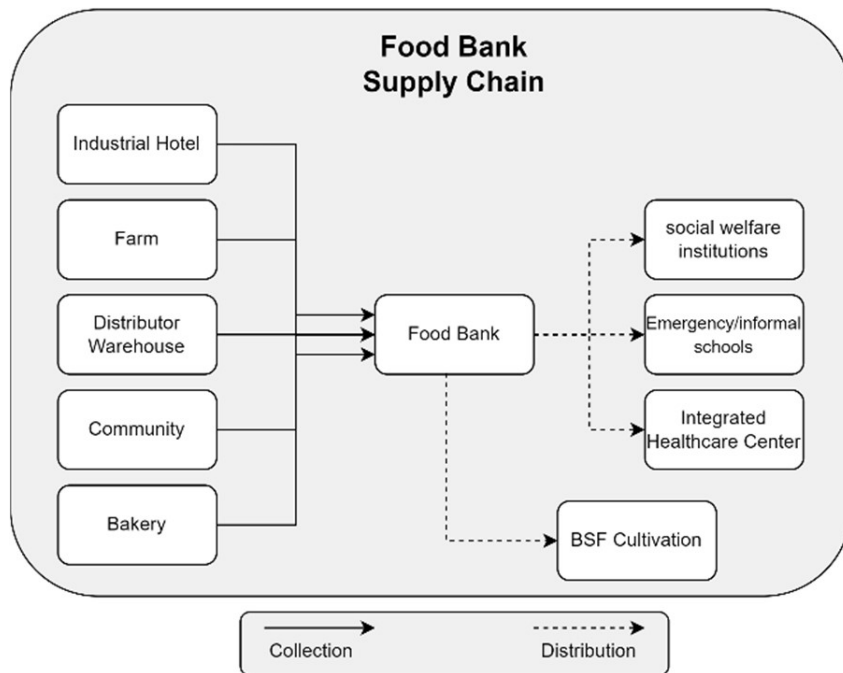 Food Bank
Supply Chain
Industrial Hotel
Farm
Distributor
Warehouse
Community
Bakery
Food Bank
social welfare
institutions
Emergency/informal
schools
Integrated
Healthcare Center
BSF Cultivation
Collection
Distribution